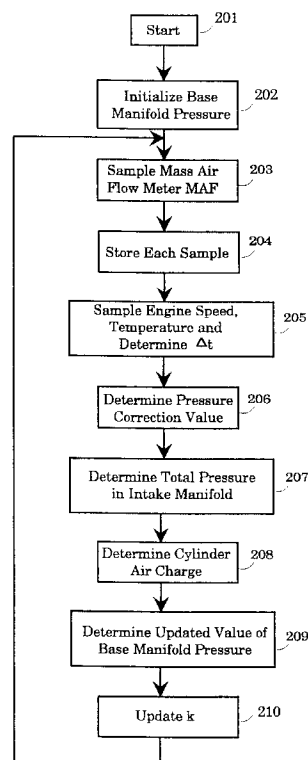 201
Start
202
Initialize Base
Manifold Pressure
203
Sample Mass Air
Flow Meter MAF
204
Store Each Sample
205
Sample Engine Speed,
Temperature and
Determine Δt
206
Determine Pressure
Correction Value
207
Determine Total Pressure
in Intake Manifold
208
Determine Cylinder
Air Charge
209
Determine Updated Value of
Base Manifold Pressure
210
Update k